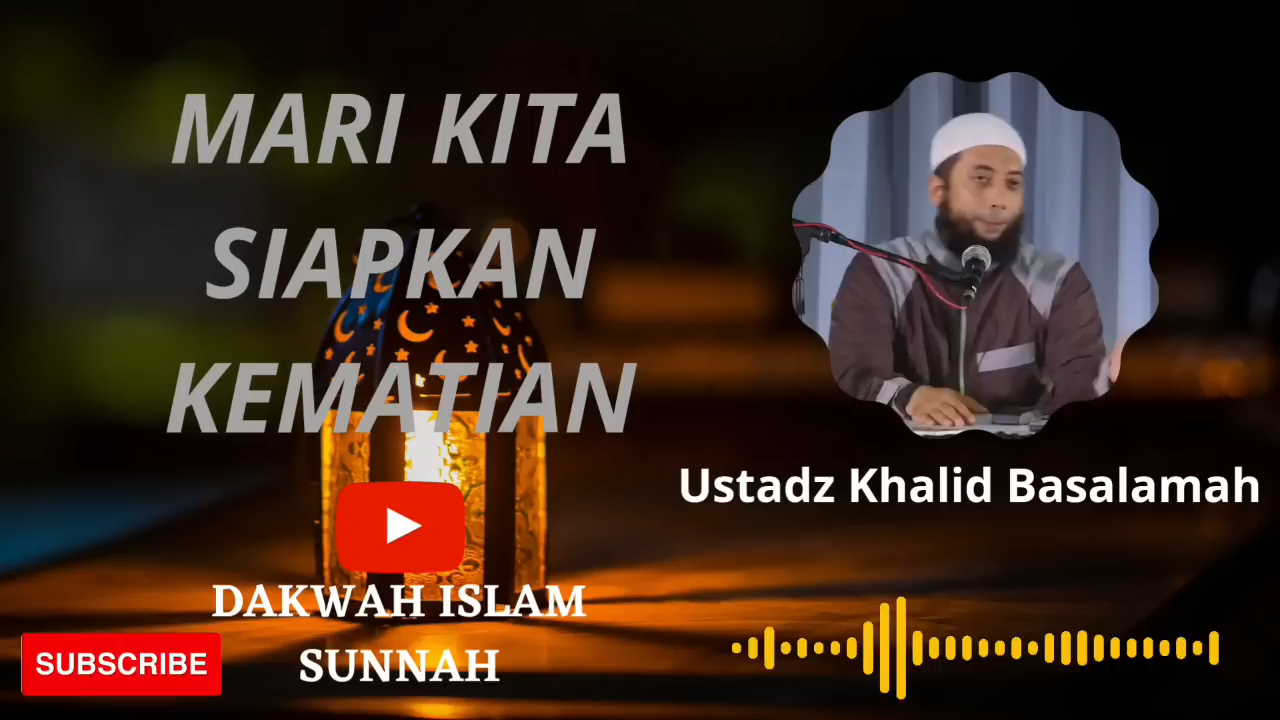 MARI KITA
SIAPKAN
KEMATIAN
Ustadz Khalid Basalamah
DAKWAH ISLAM
SUNNAH
SUBSCRIBE